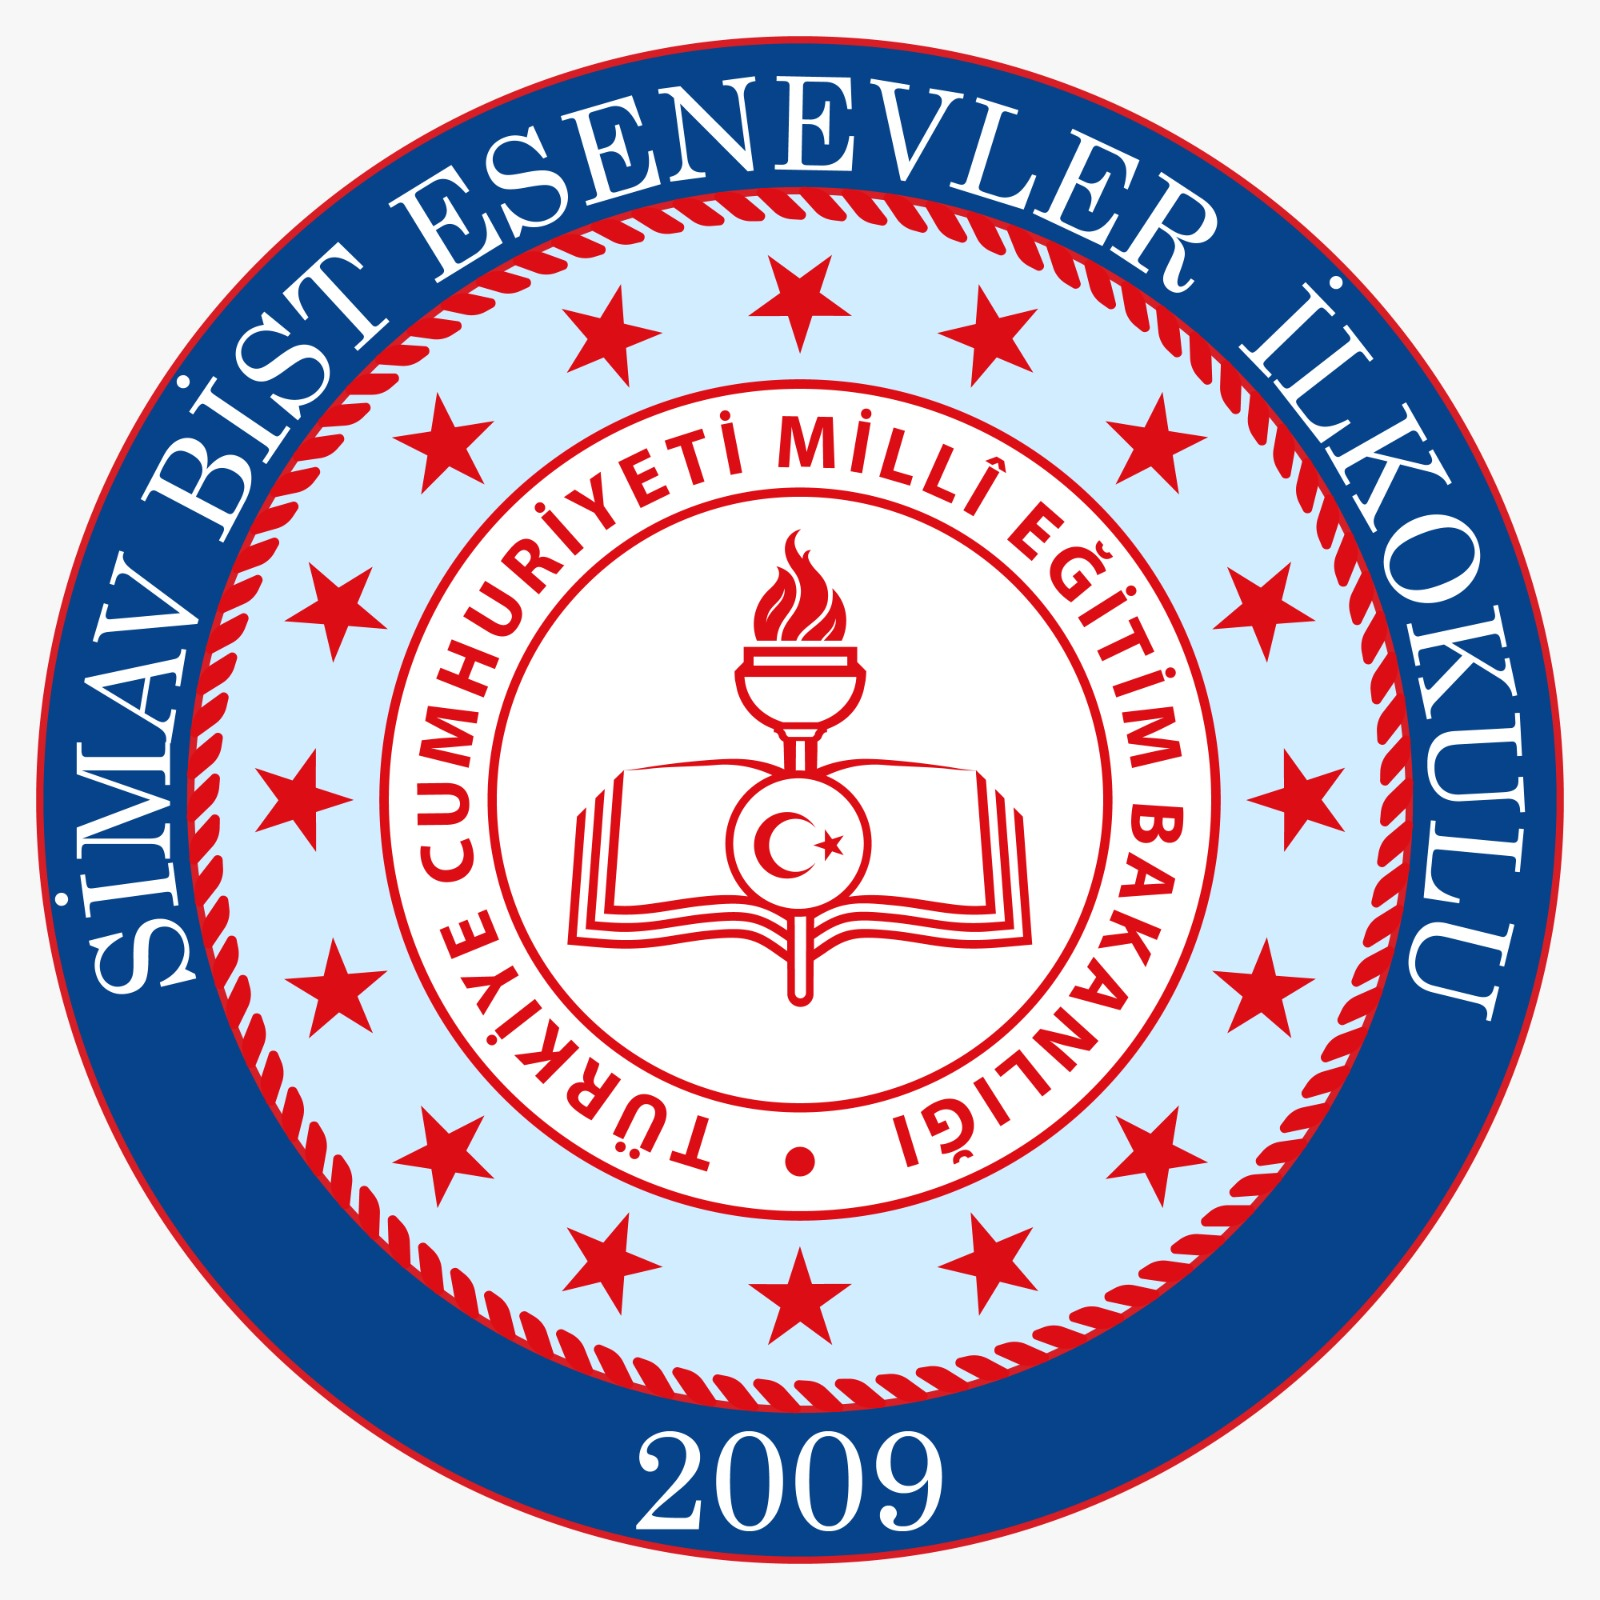 SİMAV BİST ESENEVLER İLKOKULU
TÜRKİYE CUMHURİYETİ MİLLÎ EĞİTİM BAKANLIĞI
2009